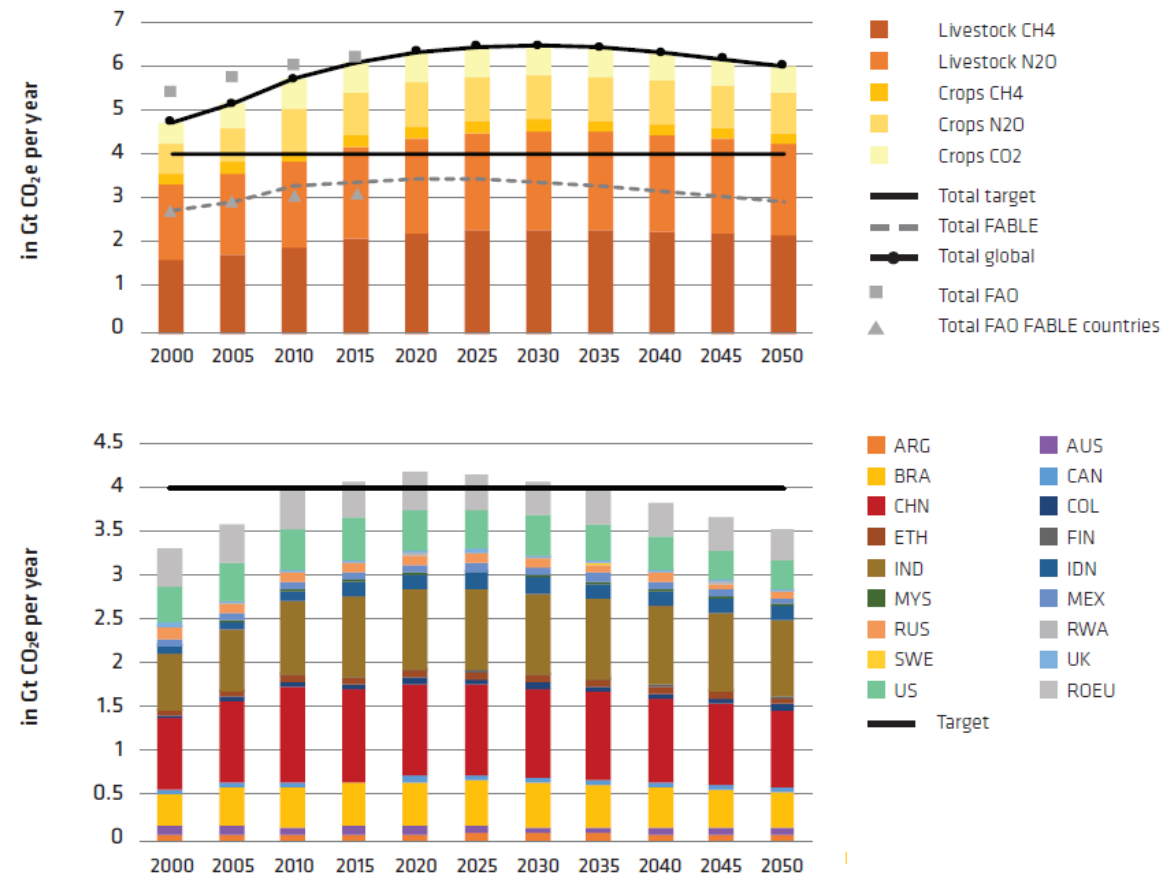 in Gt CO₂e per year
7
6
5
4
3
2
1
0
2000 2005 2010 2015 2020 2025 2030 2035 2040 2045 2050
Livestock CH4
Livestock N2O
Crops CH4
Crops N2O
Crops CO2
Total target
Total FABLE
Total global
Total FAO
Total FAO FABLE countries
in Gt CO₂e per year
4.5
4
3.5
3
2.5
2
1.5
1
0.5
0
2000 2005 2010 2015 2020 2025 2030 2035 2040 2045 2050
ARG AUS
BRA CAN
CHN COL
ETH FIN
IND IDN
MYS MEX
RUS RWA
SWE UK
US ROEU
Target